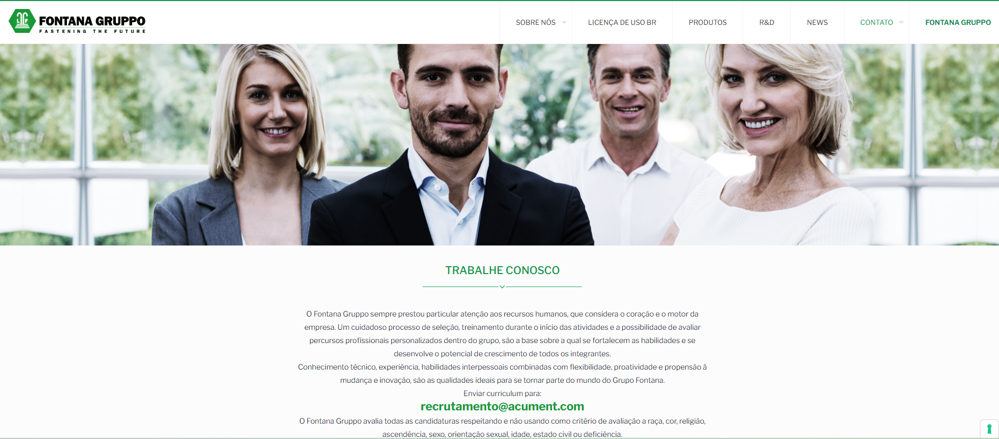 LF
FONTANA GRUPPO
FASTENING THE FUTURE
SOBRE NÓS
LICENÇA DE USO BR
PRODUTOS
R&D
NEWS
CONTATO
FONTANA GRUPPO
TRABALHE CONOSCO
O Fontana Gruppo sempre prestou particular atenção aos recursos humanos, que considera o coração e o motor da
empresa. Um cuidadoso processo de seleção, treinamento durante o início das atividades e a possibilidade de avaliar
percursos profissionais personalizados dentro do grupo, são a base sobre a qual se fortalecem as habilidades e se
desenvolve o potencial de crescimento de todos os integrantes.
Conhecimento técnico, experiência, habilidades interpessoais combinadas com flexibilidade, proatividade e propensão à
mudança e inovação, são as qualidades ideais para se tornar parte do mundo do Grupo Fontana.
Enviar curriculum para:
recrutamento@acument.com
O Fontana Gruppo avalia todas as candidaturas respeitando e não usando como critério de avaliação a raça, cor, religião,
ascendência, sexo, orientação sexual, idade, estado civil ou deficiência.